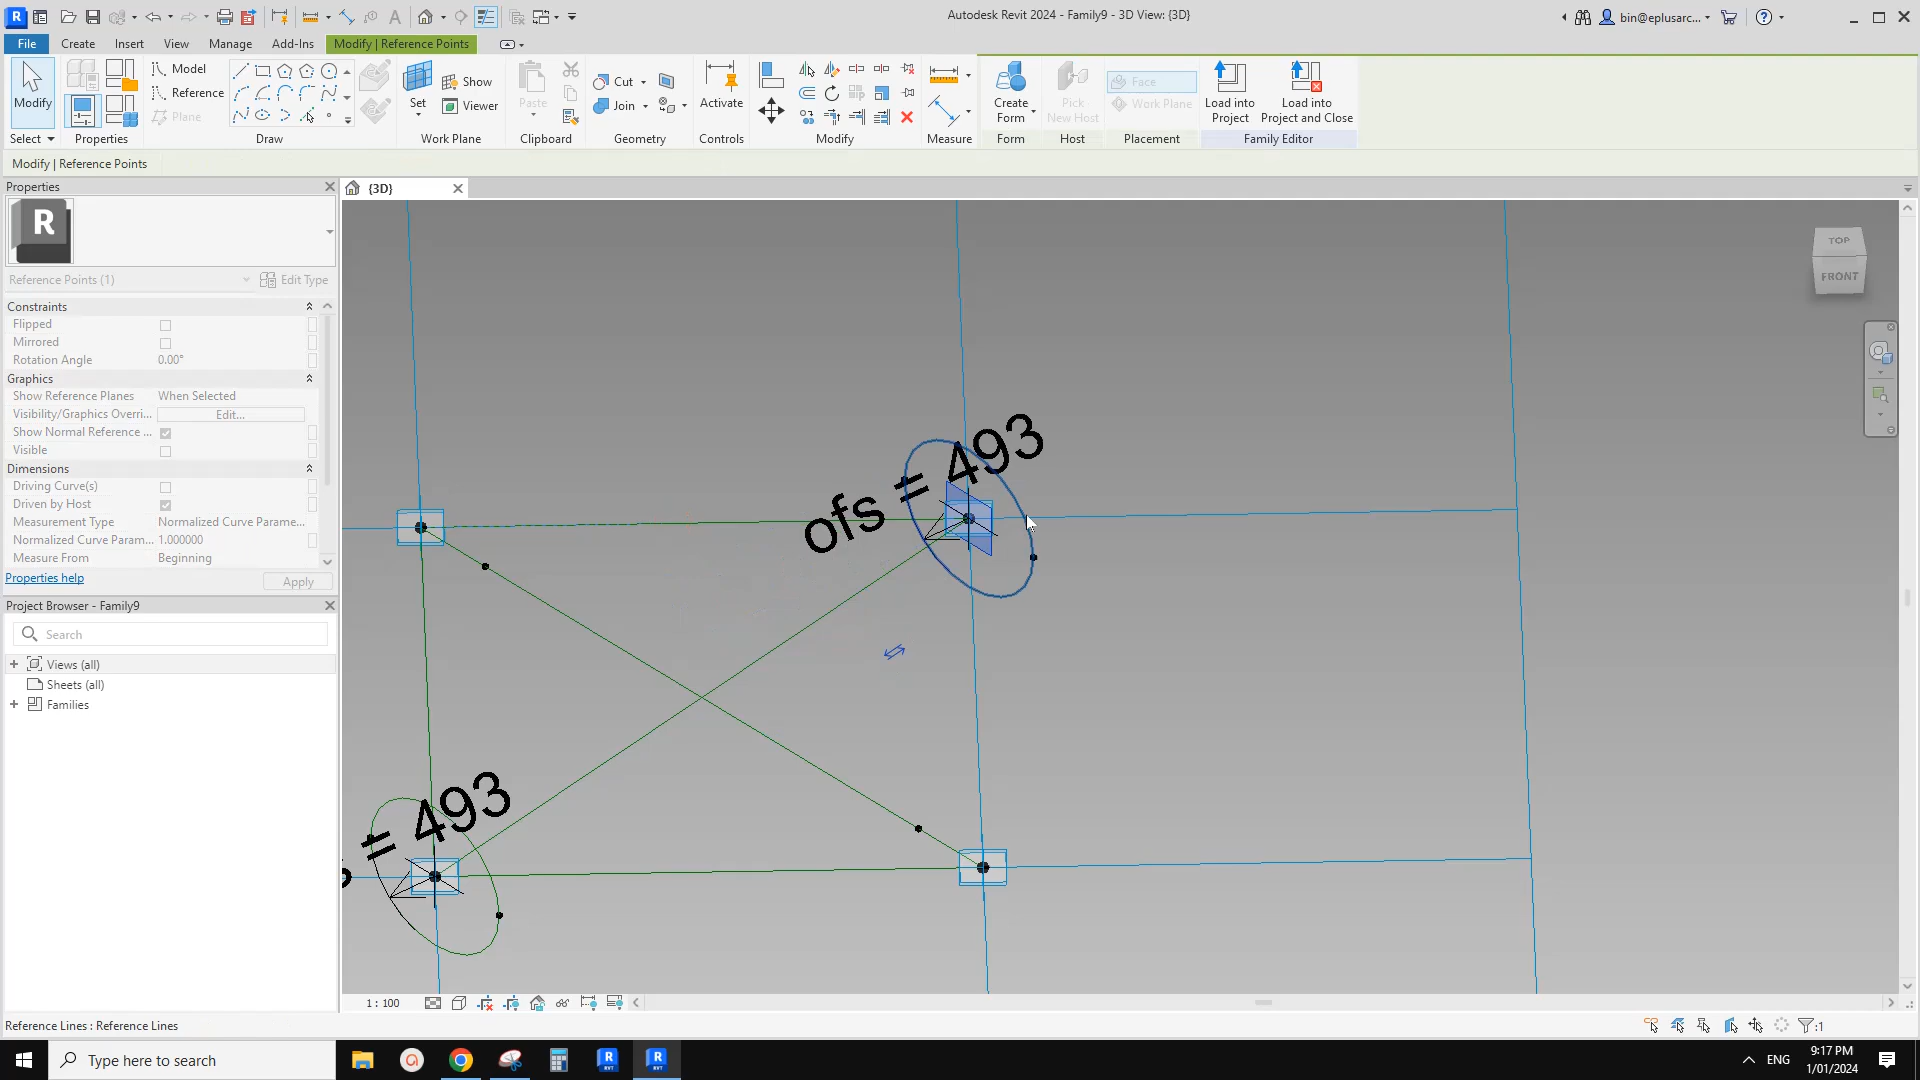 Autodesk Revit 2024 - Family9 - 3D View: {3D}
bin@eplusarc...
File
Create
Insert
View
Manage
Add-Ins
Modify | Reference Points
Modify
Select
Properties
Model
Reference
Plane
Draw
Set
Show
Viewer
Work Plane
Paste
Clipboard
Cut
Join
Geometry
Activate
Controls
Modify
Measure
Create
Form
Form
Pick
New Host
Host
Face
Work Plane
Placement
Load into
Project
Load into
Project and Close
Family Editor
Modify | Reference Points
Properties
{3D}
R
Reference Points (1)
Edit Type
Constraints
Flipped
Mirrored
Rotation Angle 0.00°
Graphics
Show Reference Planes When Selected
Visibility/Graphics Overri... Edit...
Show Normal Reference ...
Visible
Dimensions
Driving Curve(s)
Driven by Host
Measurement Type Normalized Curve Parame...
Normalized Curve Param... 1.000000
Measure From Beginning
Properties help
Apply
Project Browser - Family9
Search
Views (all)
Sheets (all)
Families
TOP
FRONT
ofs = 493
s = 493
1 : 100
Reference Lines : Reference Lines
:1
Type here to search
ENG
9:17 PM
1/01/2024